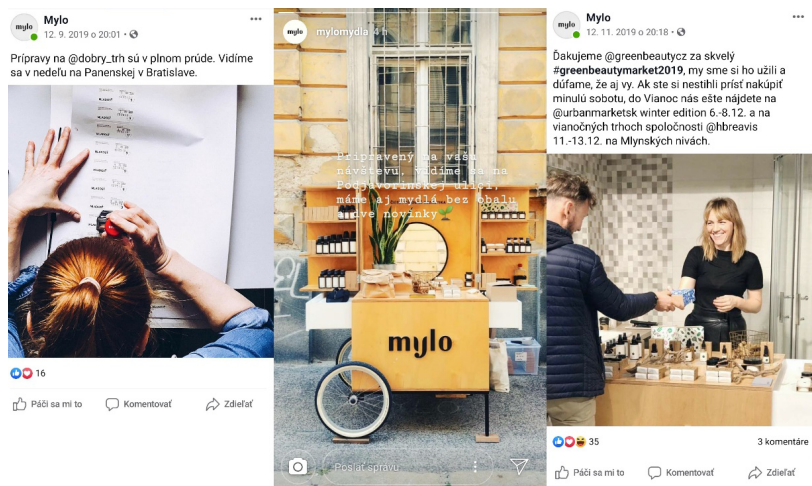 Mylo
12. 9. 2019 o 20:01
Prípravy na @dobry_trh sú v plnom prúde. Vidíme
sa v nedeľu na Panenskej v Bratislave.
16
Páči sa mi to
Komentovať
Zdieľať
mylo
mylomydla 4 h
Pripravený na vašu
návštevu, vidíme sa na
Podjavorinskej ulici,
máme aj mydlá bez obalu
a dve novinky
mylo
Poslať správu
mylo
Mylo
12. 11. 2019 o 20:18
Ďakujeme @greenbeautycz za skvelý
#greenbeautymarket2019, my sme si ho užili a
dúfame, že aj vy. Ak ste si nestihli prísť nakúpiť
minulú sobotu, do Vianoc nás ešte nájdete na
@urbanmarketsk winter edition 6.-8.12. a na
vianočných trhoch spoločnosti @hbreavis
11.-13.12. na Mlynských nivách.
35
3 komentáre
Páči sa mi to
Komentovať
Zdieľať